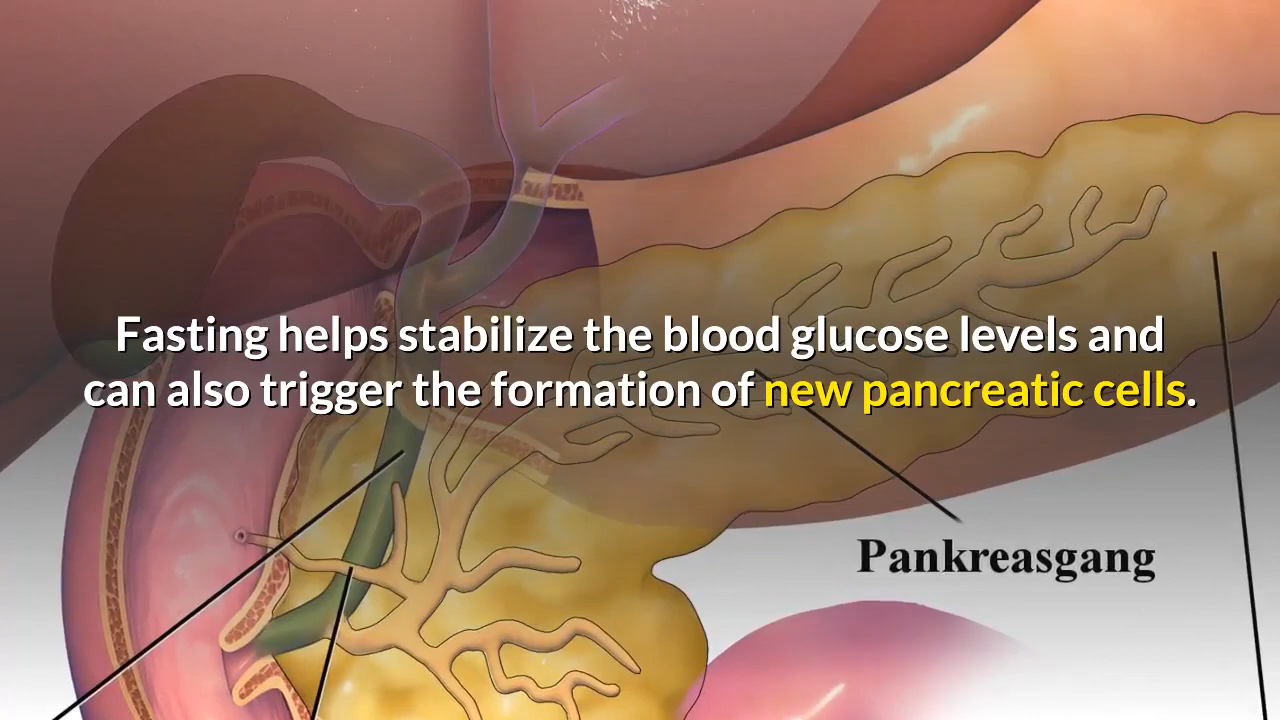 Fasting helps stabilize the blood glucose levels and
can also trigger the formation of new pancreatic cells.
Pankreasgang